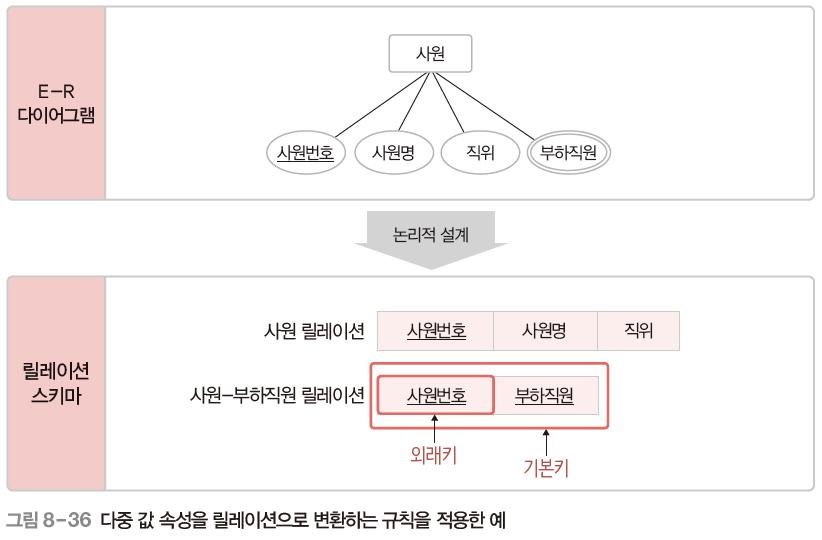 E-R
다이어그램
사원
사원번호 사원명 직위 부하직원
논리적 설계
릴레이션
스키마
사원 릴레이션 사원번호 사원명 직위
사원-부하직원 릴레이션 사원번호 부하직원
외래키
기본키
그림 8-36 다중 값 속성을 릴레이션으로 변환하는 규칙을 적용한 예